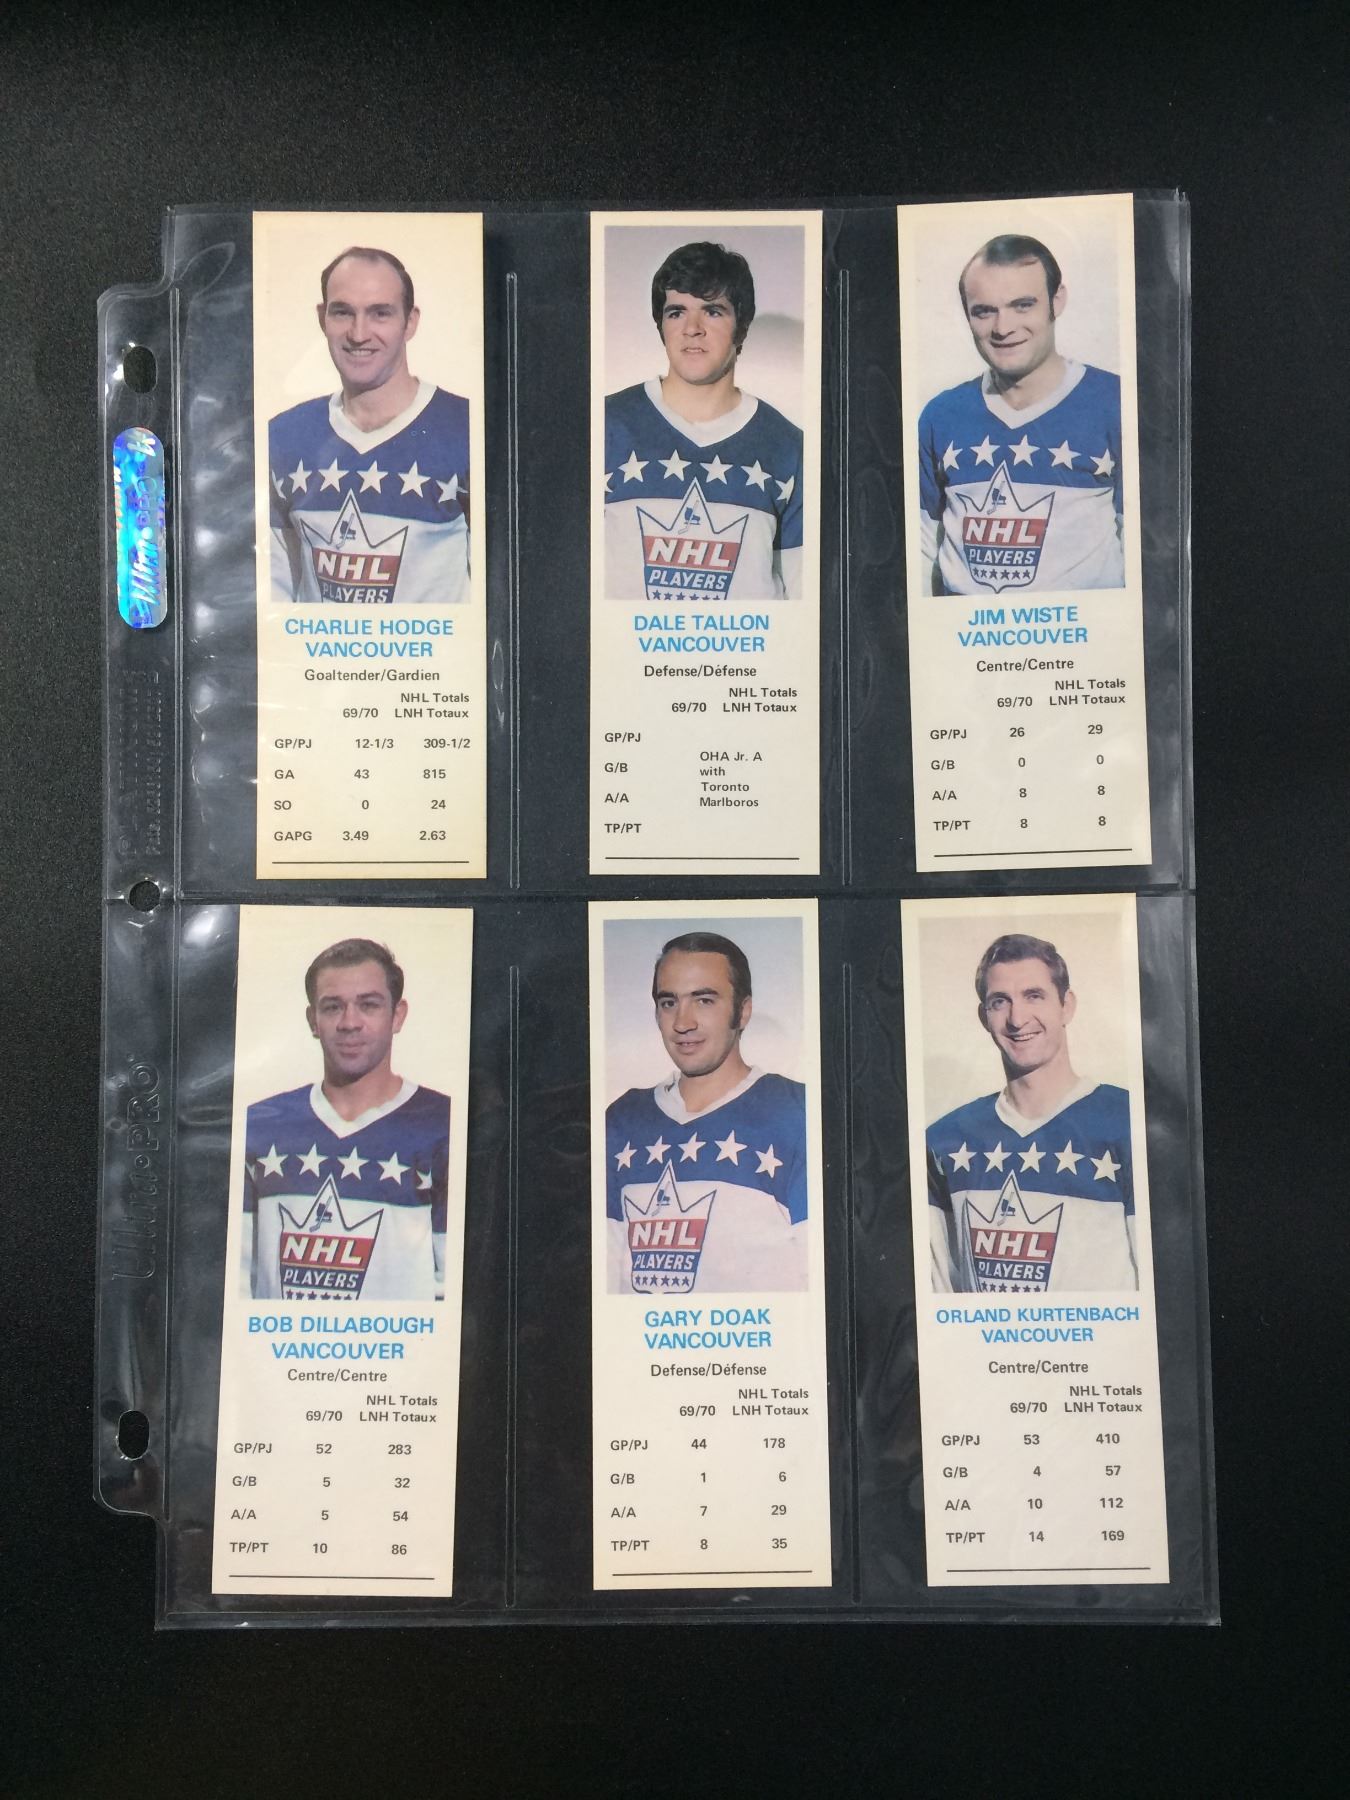 NHL
PLAYERS
CHARLIE HODGE
VANCOUVER
Goaltender/Gardien
NHL Totals
69/70 LNH Totaux
GP/PJ 12-1/3 309-1/2
GA 43 815
SO 0 24
GAPG 3.49 2.63
NHL
PLAYERS
DALE TALLON
VANCOUVER
Defense/Défense
NHL Totals
69/70 LNH Totaux
GP/PJ
OHA Jr. A
G/B with
Toronto
A/A Marlboros
TP/PT
NHL
PLAYERS
JIM WISTE
VANCOUVER
Centre/Centre
NHL Totals
69/70 LNH Totaux
GP/PJ 26 29
G/B 0 0
A/A 8 8
TP/PT 8 8
NHL
PLAYERS
BOB DILLABOUGH
VANCOUVER
Centre/Centre
NHL Totals
69/70 LNH Totaux
GP/PJ 52 283
G/B 5 32
A/A 5 54
TP/PT 10 86
NHL
PLAYERS
GARY DOAK
VANCOUVER
Defense/Défense
NHL Totals
69/70 LNH Totaux
GP/PJ 44 178
G/B 1 6
A/A 7 29
TP/PT 8 35
NHL
PLAYERS
ORLAND KURTENBACH
VANCOUVER
Centre/Centre
NHL Totals
69/70 LNH Totaux
GP/PJ 53 410
G/B 4 57
A/A 10 112
TP/PT 14 169
Ultra•PRO